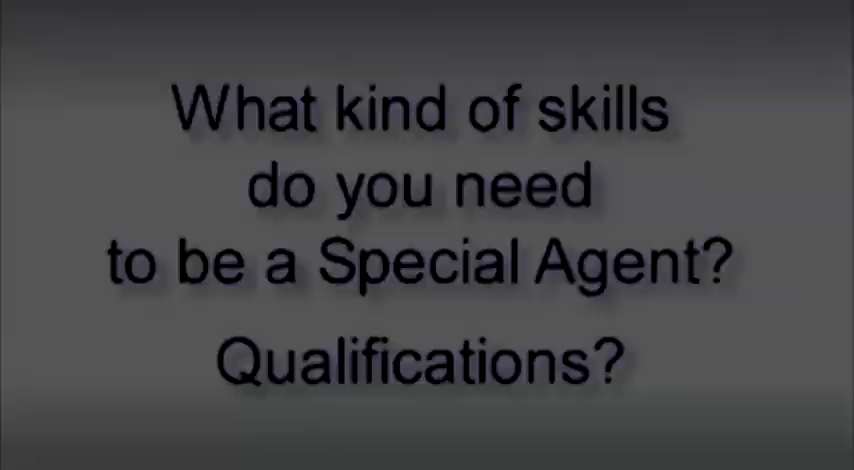 What kind of skills
do you need
to be a Special Agent?
Qualifications?